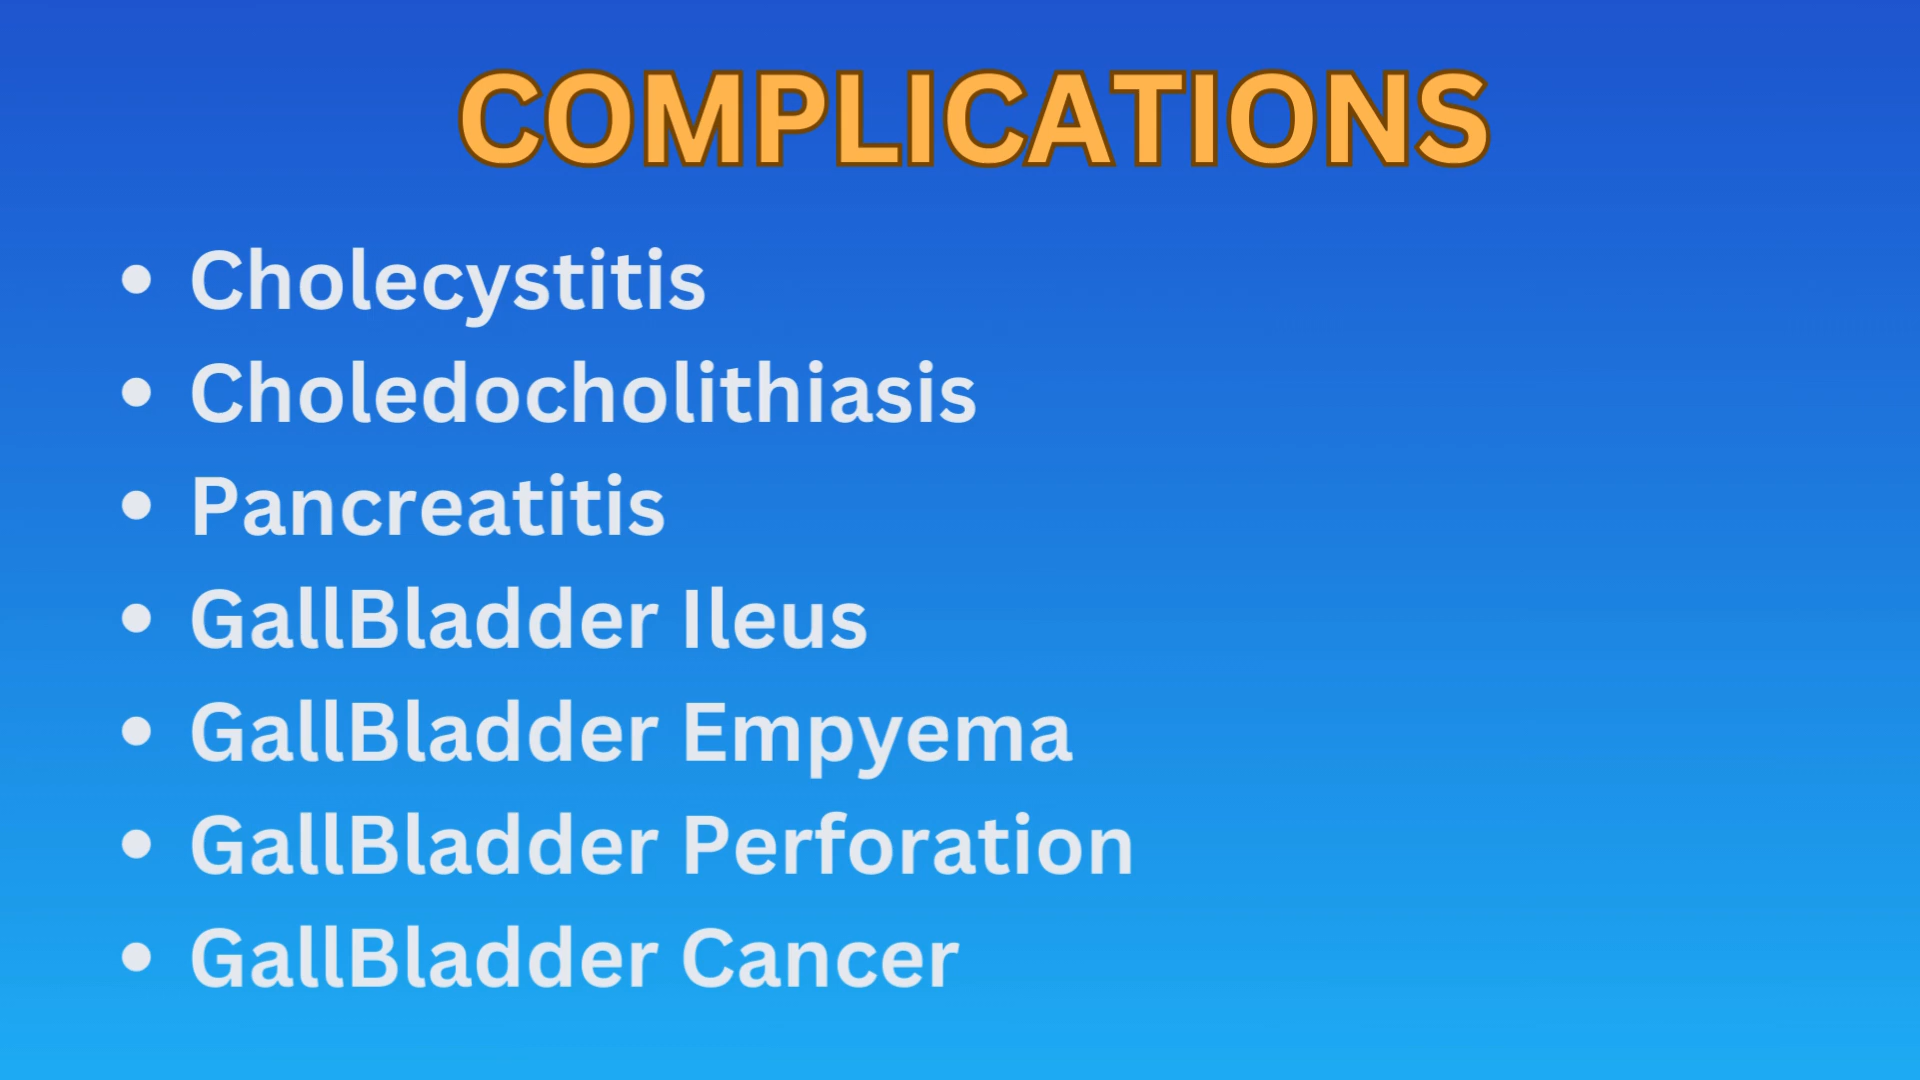 COMPLICATIONS
• Cholecystitis
• Choledocholithiasis
• Pancreatitis
• GallBladder Ileus
• GallBladder Empyema
• GallBladder Perforation
• GallBladder Cancer